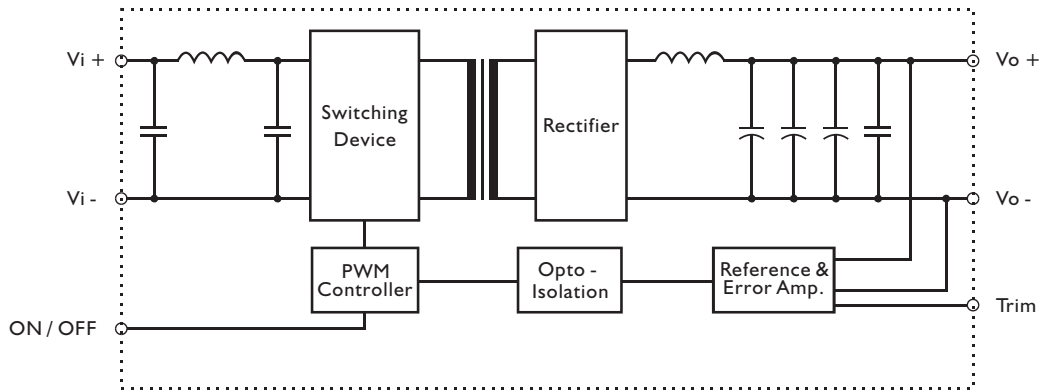 Vi +
Switching
Device
Rectifier
Vo +
Vi -
Vo -
PWM
Controller
Opto -
Isolation
Reference &
Error Amp.
Trim
ON / OFF